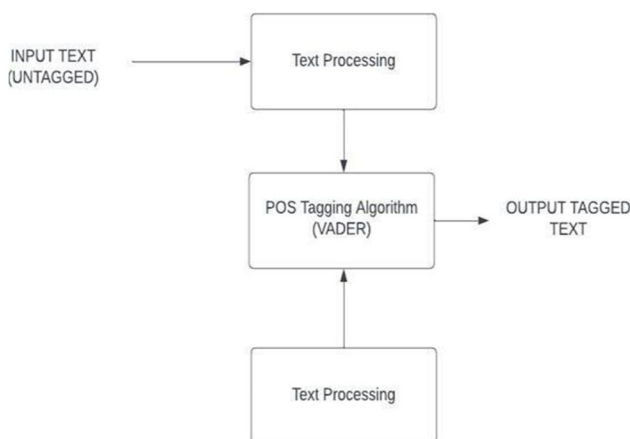 INPUT TEXT
(UNTAGGED)
Text Processing
POS Tagging Algorithm
(VADER)
OUTPUT TAGGED
TEXT
Text Processing